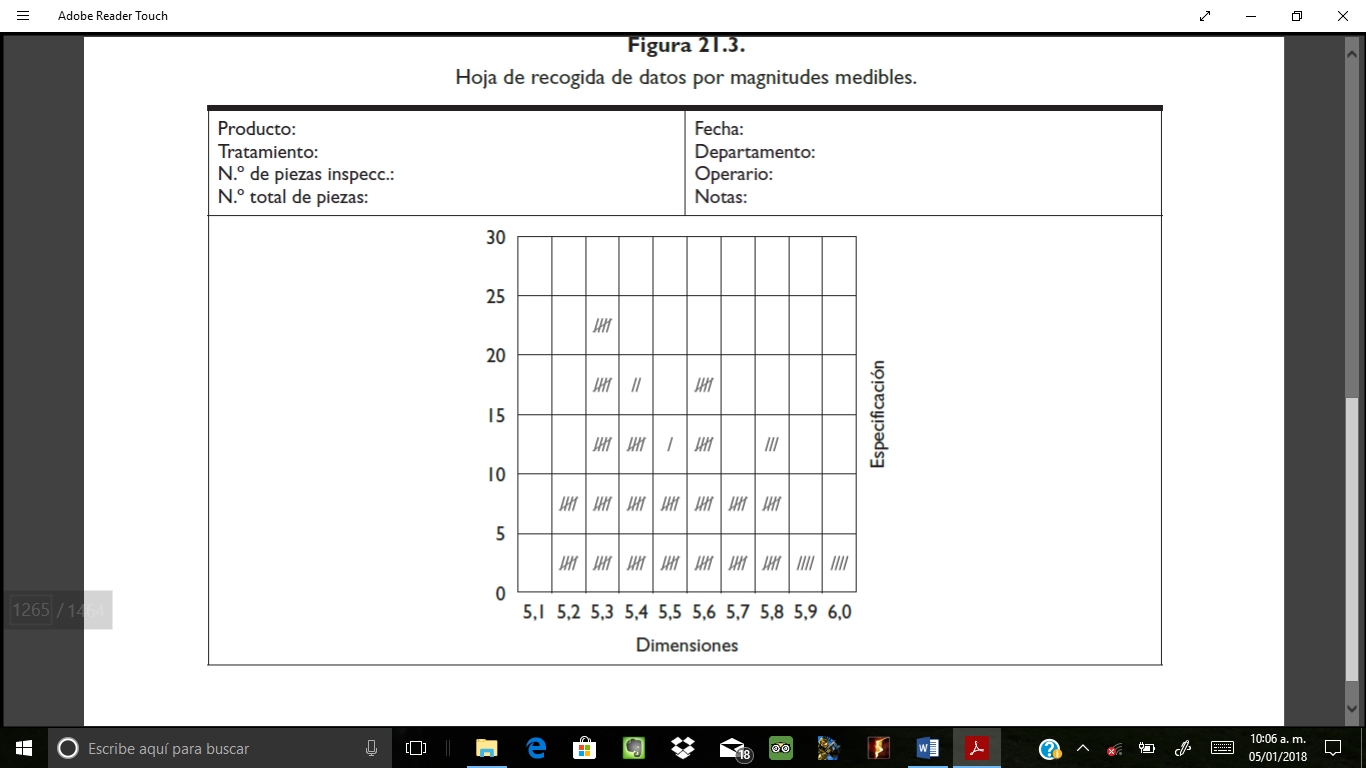 Adobe Reader Touch
Figura 21.3.
Hoja de recogida de datos por magnitudes medibles.
Producto:
Tratamiento:
N.º de piezas inspecc.:
N.º total de piezas:
Fecha:
Departamento:
Operario:
Notas:
30
25
20
15
10
5
0
5,1 5,2 5,3 5,4 5,5 5,6 5,7 5,8 5,9 6,0
Dimensiones
Especificación
1265 / 1464
Escribe aquí para buscar
18
10:06 a. m.
05/01/2018